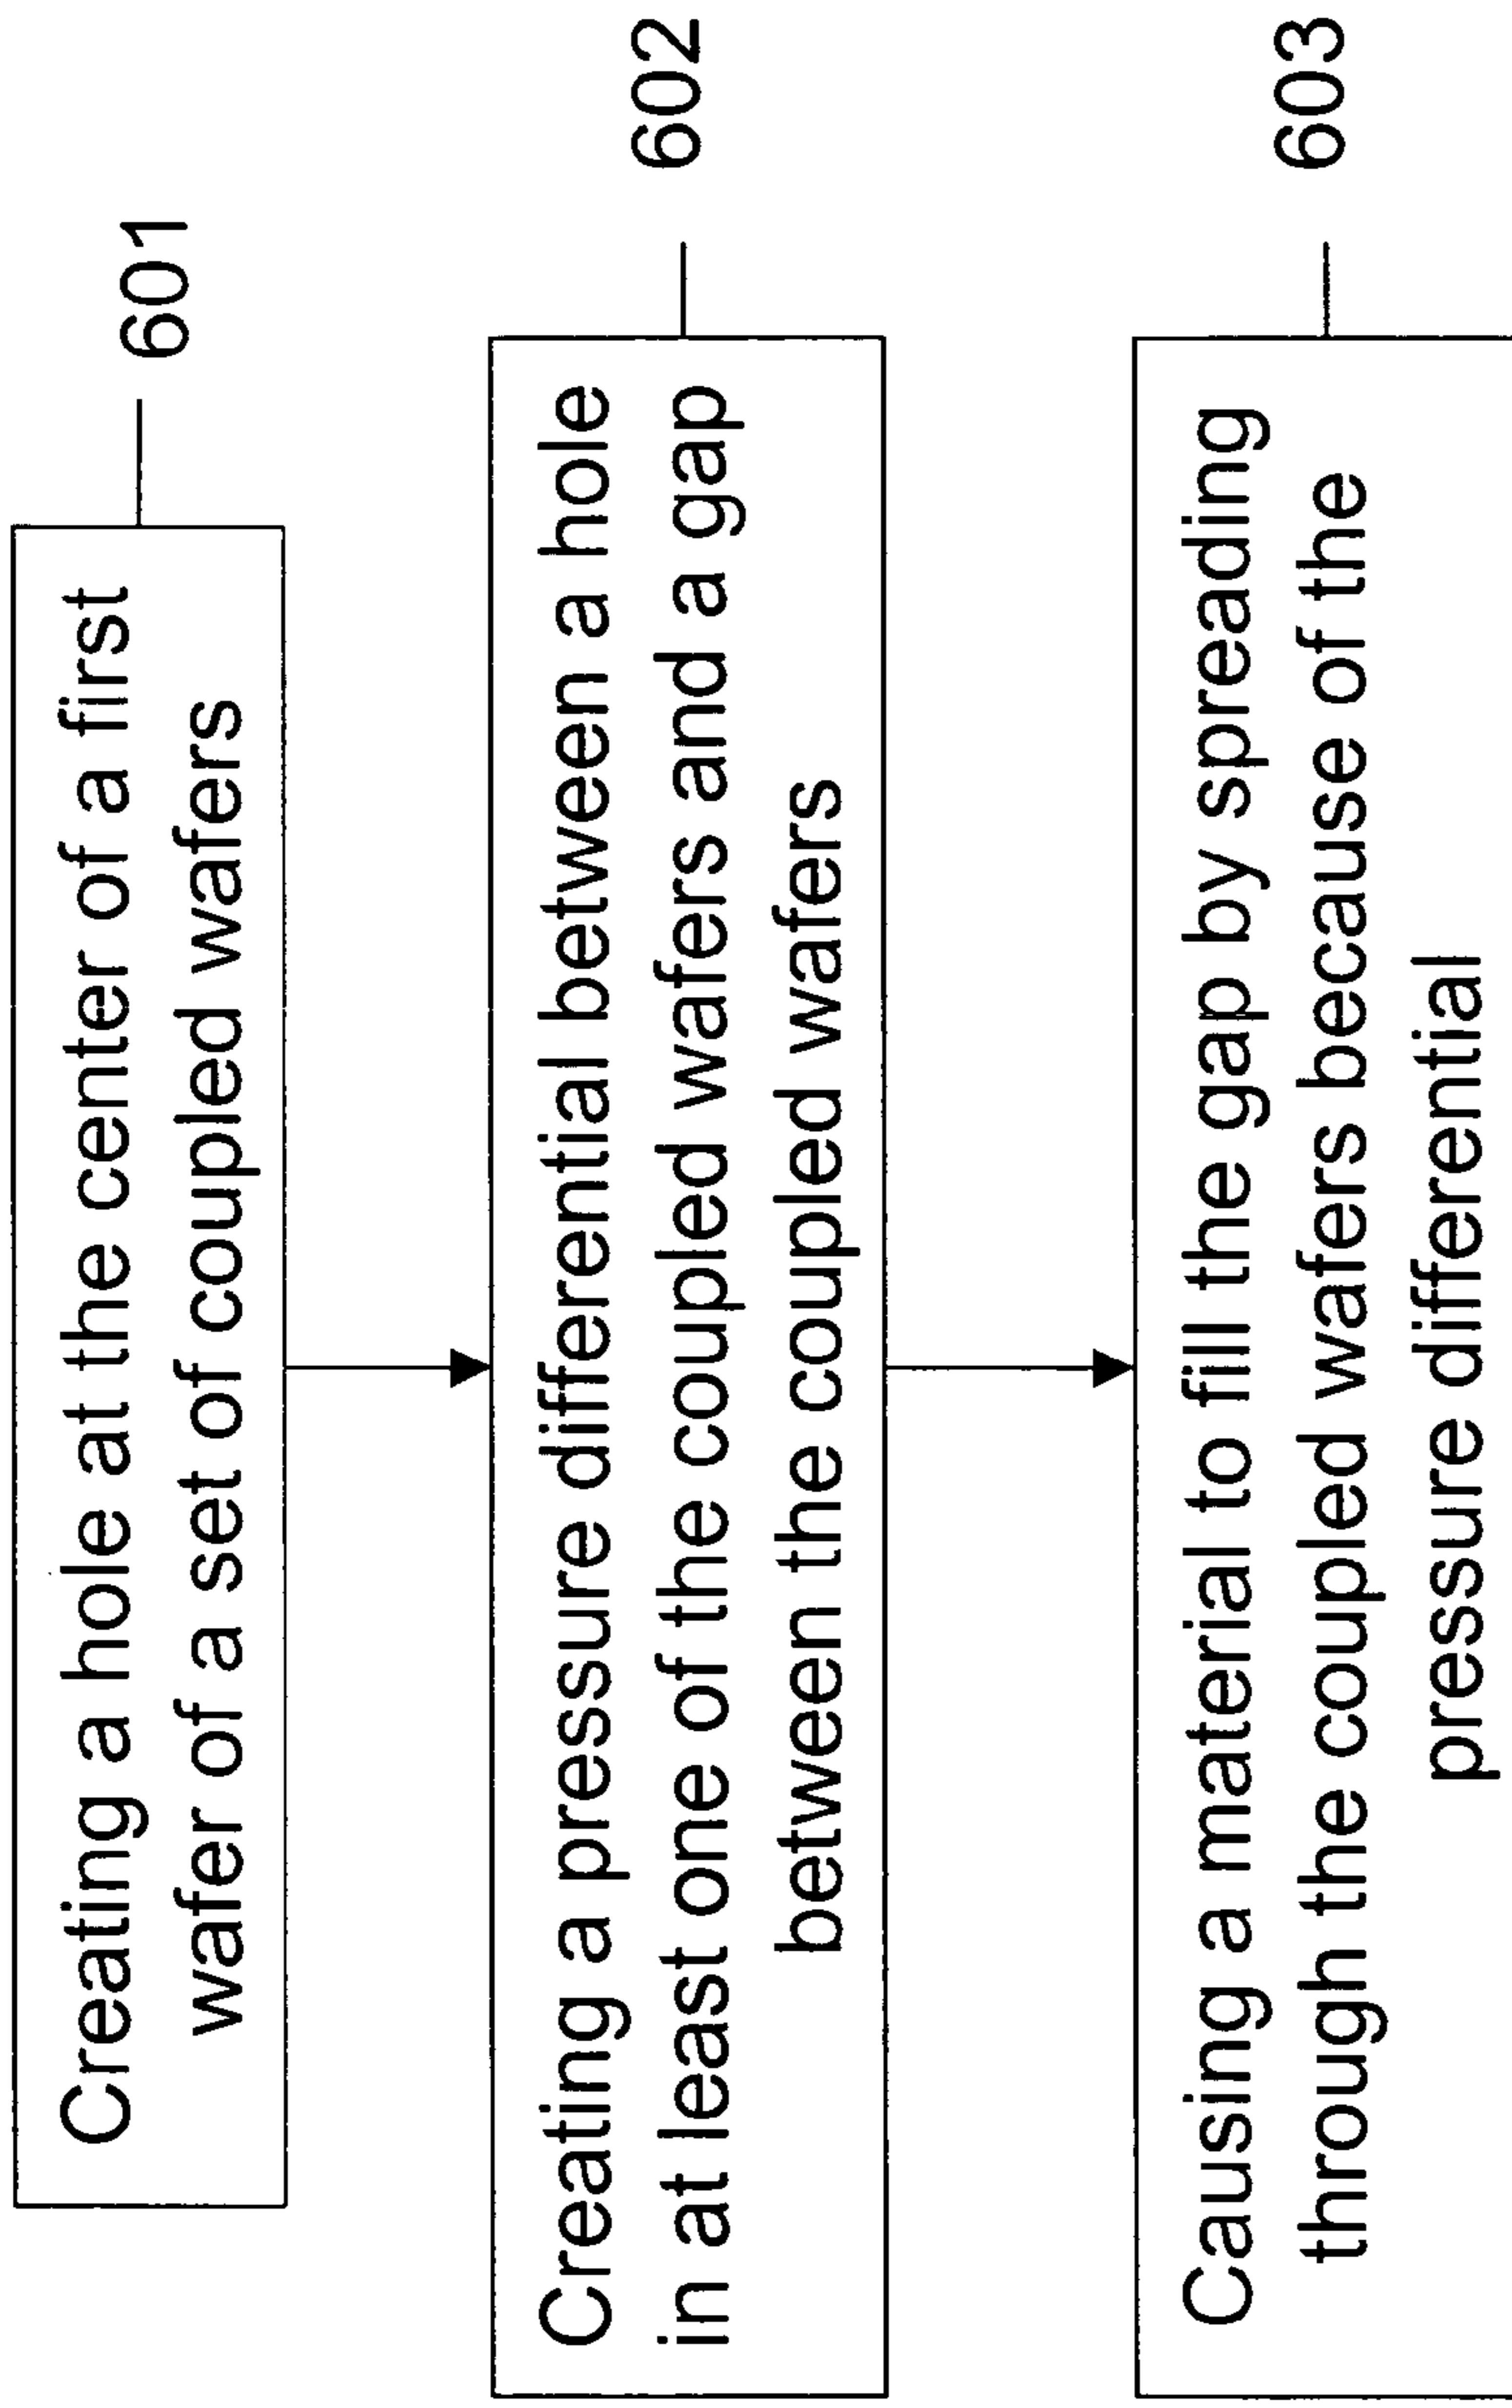 Creating a hole at the center of a first
wafer of a set of coupled wafers
601
Creating a pressure differential between a hole
in at least one of the coupled wafers and a gap
between the coupled wafers
602
Causing a material to fill the gap by spreading
through the coupled wafers because of the
pressure differential
603